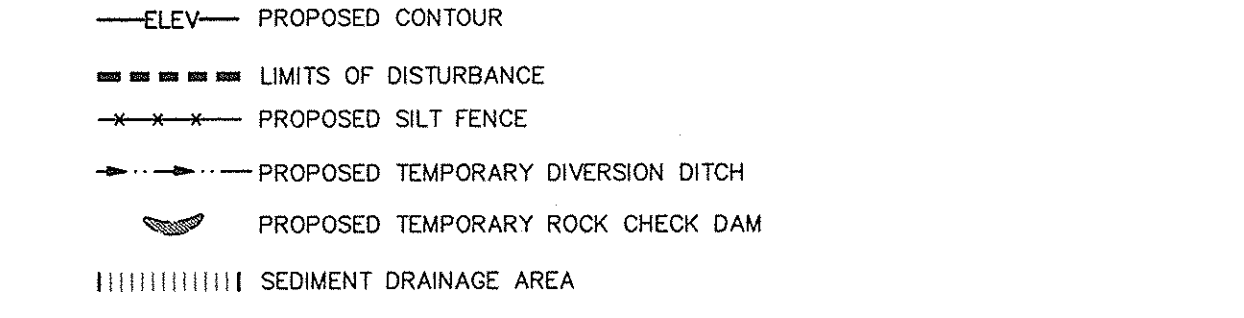 ELEV PROPOSED CONTOUR
LIMITS OF DISTURBANCE
PROPOSED SILT FENCE
PROPOSED TEMPORARY DIVERSION DITCH
PROPOSED TEMPORARY ROCK CHECK DAM
SEDIMENT DRAINAGE AREA